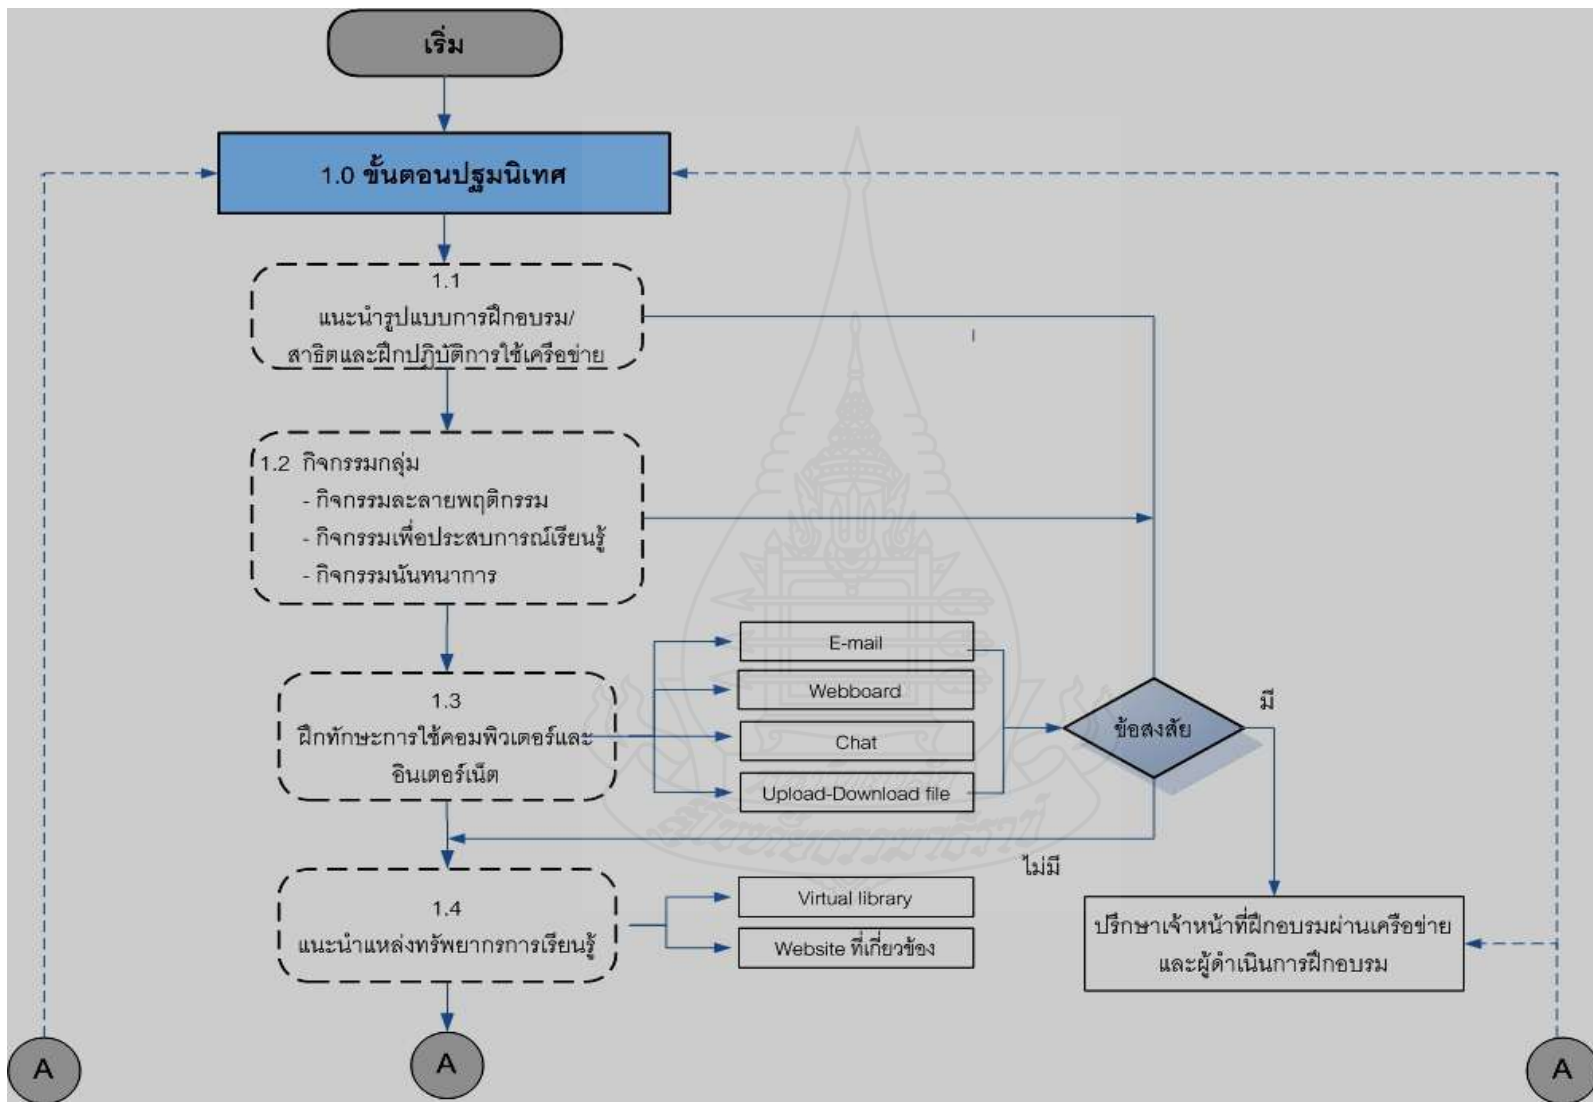 เริ่ม
1.0 ขั้นตอนปฐมนิเทศ
1.1
แนะนำรูปแบบการฝึกอบรม/
สาธิตและฝึกปฏิบัติการใช้เครือข่าย
1.2 กิจกรรมกลุ่ม
- กิจกรรมละลายพฤติกรรม
- กิจกรรมเพื่อประสบการณ์เรียนรู้
- กิจกรรมนันทนาการ
1.3
ฝึกทักษะการใช้คอมพิวเตอร์และ
อินเตอร์เน็ต
E-mail
Webboard
Chat
Upload-Download file
ข้อสงสัย
มี
ไม่มี
1.4
แนะนำแหล่งทรัพยากรการเรียนรู้
Virtual library
Website ที่เกี่ยวข้อง
ปรึกษาเจ้าหน้าที่ฝึกอบรมผ่านเครือข่าย
และผู้ดำเนินการฝึกอบรม
A
A
A